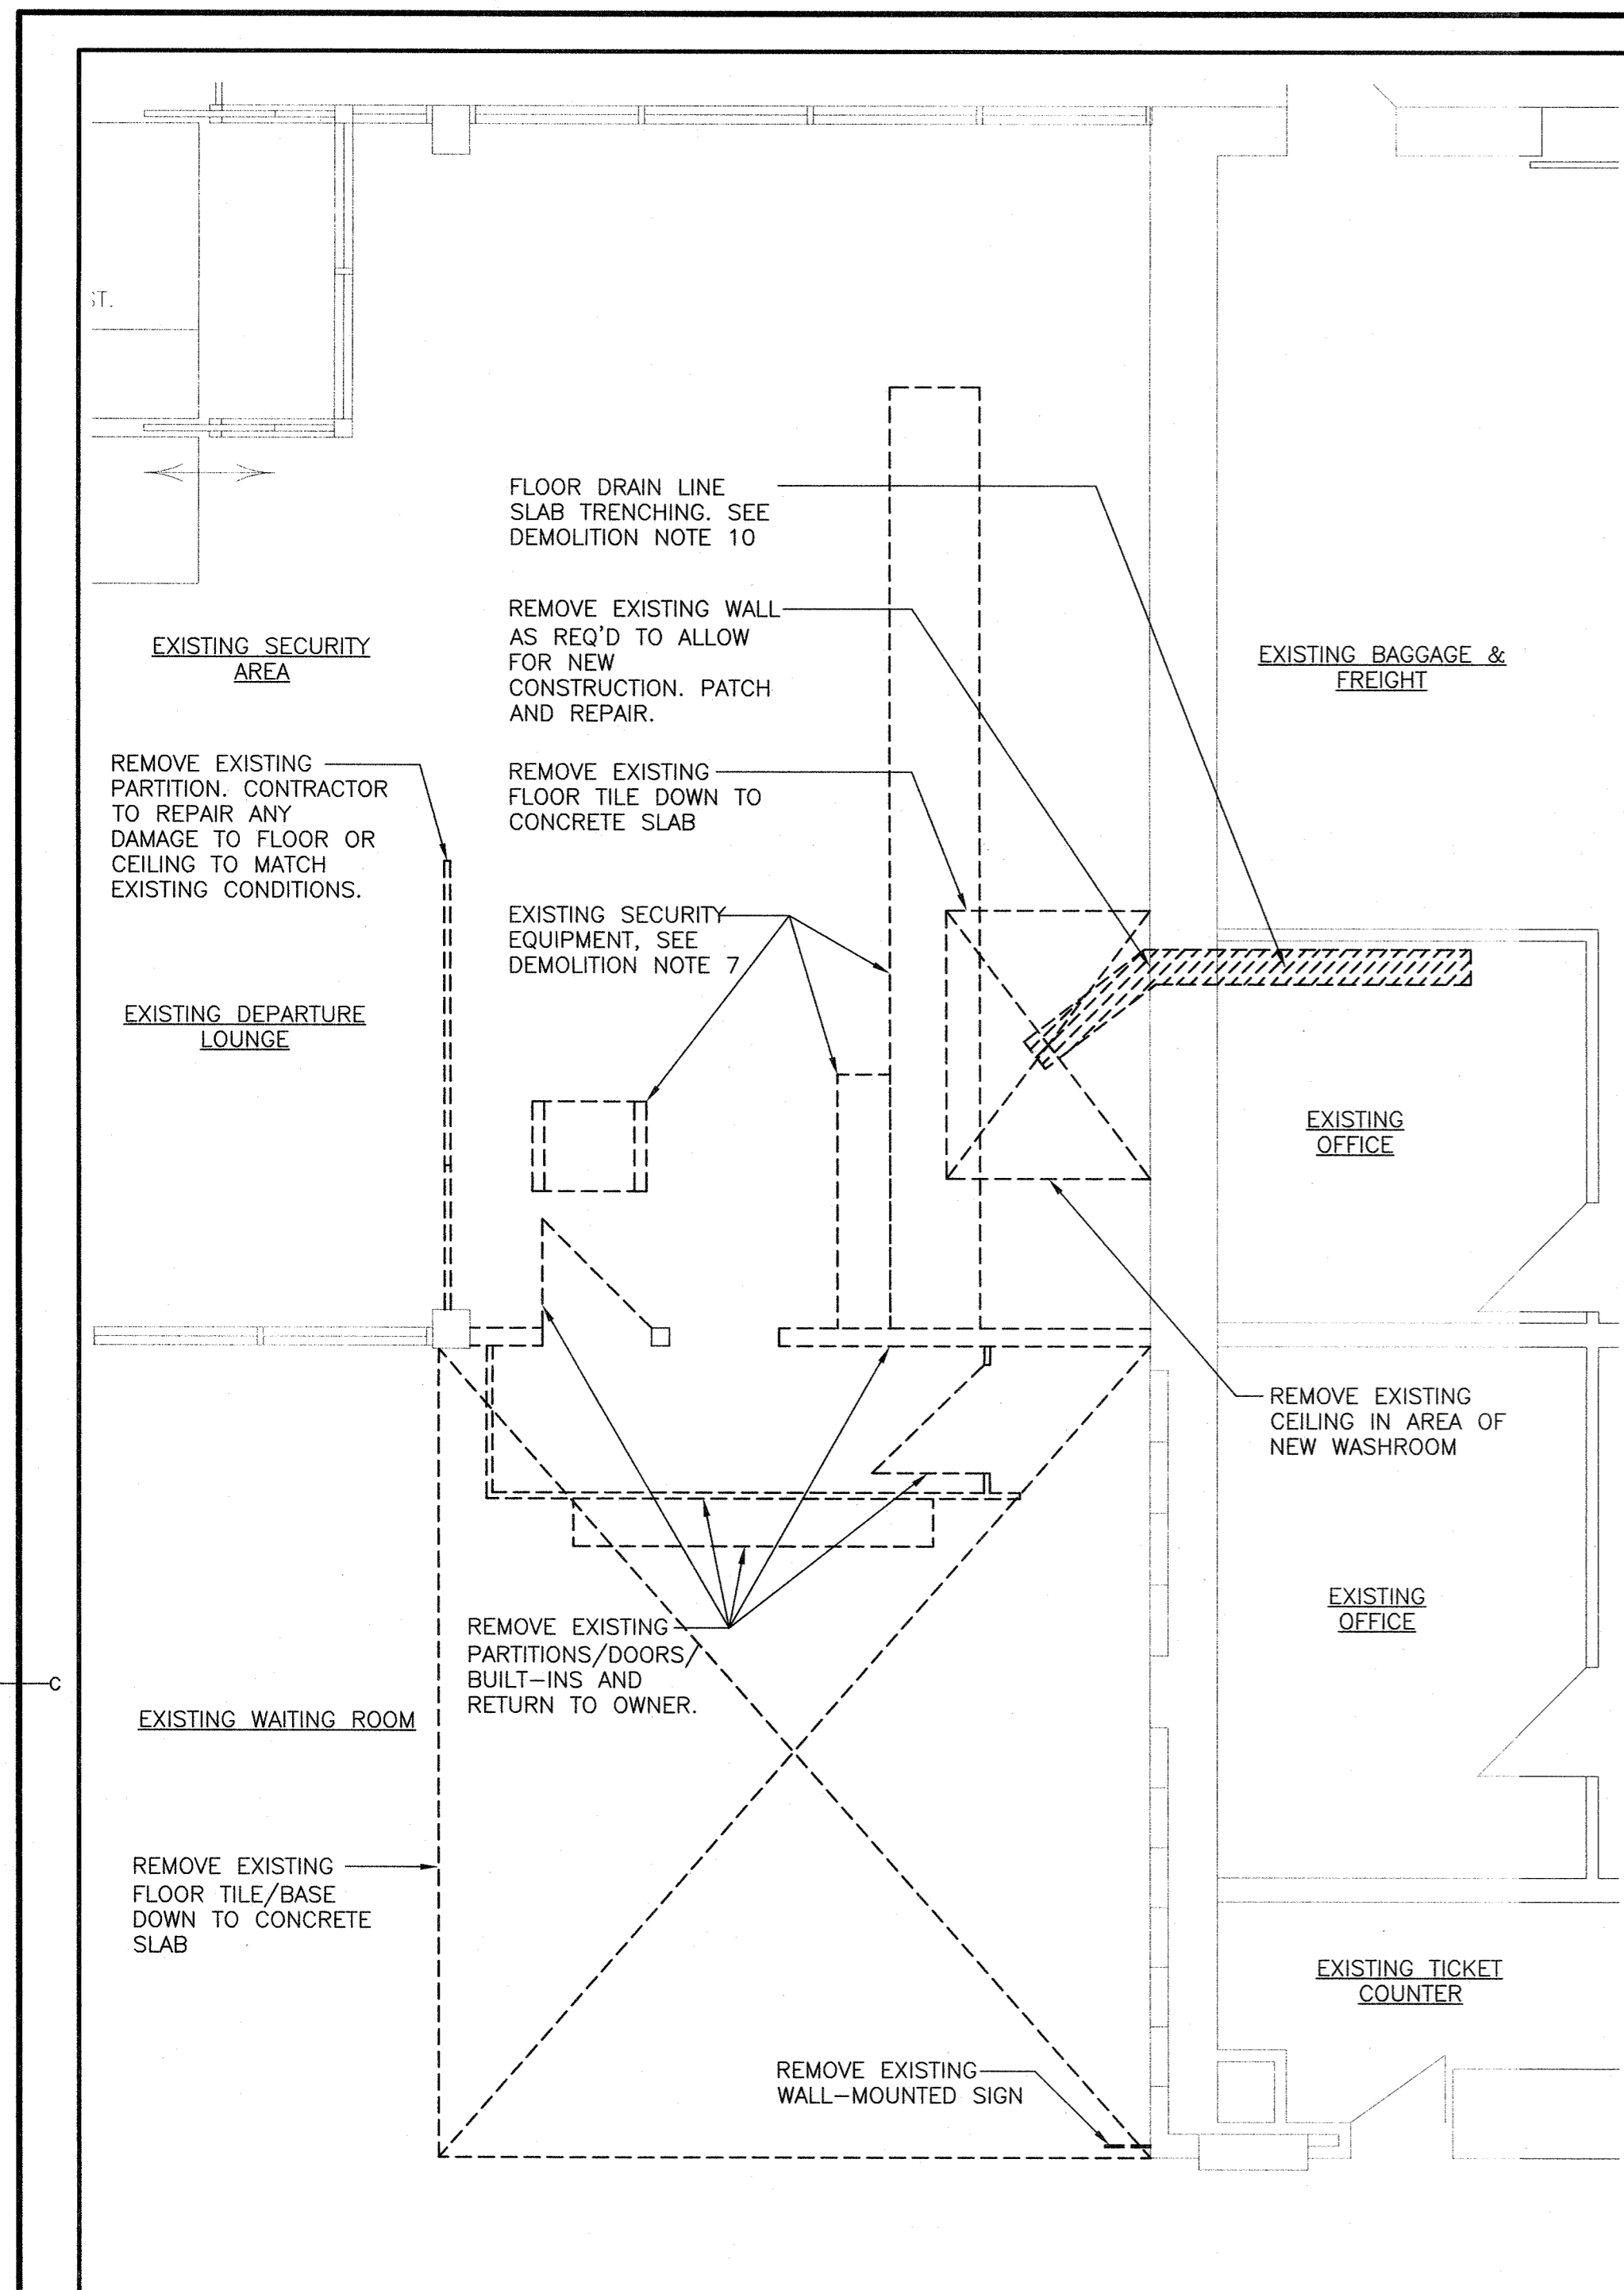 ST.
FLOOR DRAIN LINE
SLAB TRENCHING. SEE
DEMOLITION NOTE 10
REMOVE EXISTING WALL
AS REQ'D TO ALLOW
FOR NEW
CONSTRUCTION. PATCH
AND REPAIR.
EXISTING SECURITY
AREA
EXISTING BAGGAGE &
FREIGHT
REMOVE EXISTING
PARTITION. CONTRACTOR
TO REPAIR ANY
DAMAGE TO FLOOR OR
CEILING TO MATCH
EXISTING CONDITIONS.
REMOVE EXISTING
FLOOR TILE DOWN TO
CONCRETE SLAB
EXISTING SECURITY
EQUIPMENT, SEE
DEMOLITION NOTE 7
EXISTING DEPARTURE
LOUNGE
EXISTING
OFFICE
REMOVE EXISTING
CEILING IN AREA OF
NEW WASHROOM
EXISTING
OFFICE
REMOVE EXISTING
PARTITIONS/DOORS/
BUILT-INS AND
RETURN TO OWNER.
C
EXISTING WAITING ROOM
REMOVE EXISTING
FLOOR TILE/BASE
DOWN TO CONCRETE
SLAB
EXISTING TICKET
COUNTER
REMOVE EXISTING
WALL-MOUNTED SIGN